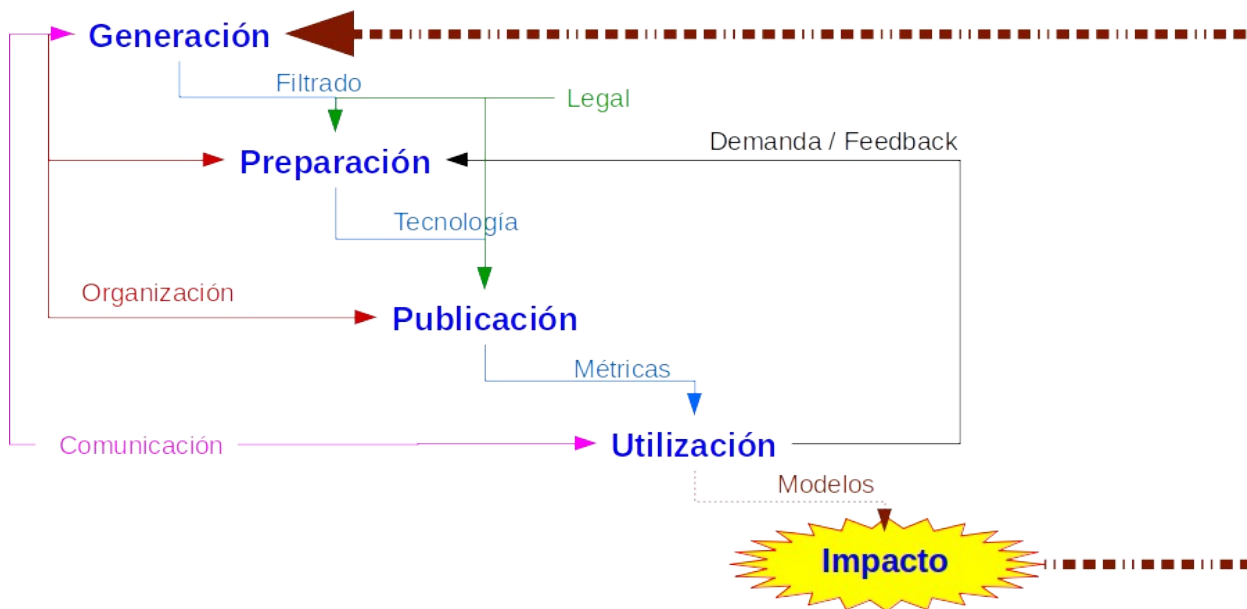 Generación
Filtrado
Legal
Demanda / Feedback
Preparación
Tecnología
Organización
Publicación
Métricas
Comunicación
Utilización
Modelos
Impacto